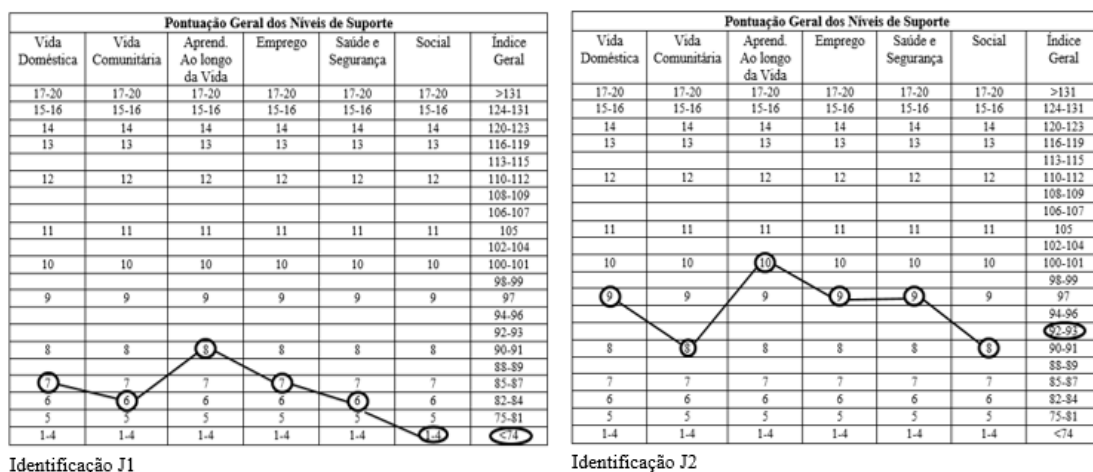 Pontuação Geral dos Níveis de Suporte
Vida Doméstica Vida Comunitária Aprend. Ao longo da Vida Emprego Saúde e Segurança Social Índice Geral
17-20 17-20 17-20 17-20 17-20 17-20 >131
15-16 15-16 15-16 15-16 15-16 15-16 124-131
14 14 14 14 14 14 120-123
13 13 13 13 13 13 116-119
113-115
12 12 12 12 12 12 110-112
108-109
106-107
11 11 11 11 11 11 105
102-104
10 10 10 10 10 10 100-101
98-99
9 9 9 9 9 9 97
94-96
92-93
8 8 8 8 8 8 90-91
88-89
7 7 7 7 7 7 85-87
6 6 6 6 6 6 82-84
5 5 5 5 5 5 75-81
1-4 1-4 1-4 1-4 1-4 1-4 <74
Identificação J1
Pontuação Geral dos Níveis de Suporte
Vida Doméstica Vida Comunitária Aprend. Ao longo da Vida Emprego Saúde e Segurança Social Índice Geral
17-20 17-20 17-20 17-20 17-20 17-20 >131
15-16 15-16 15-16 15-16 15-16 15-16 124-131
14 14 14 14 14 14 120-123
13 13 13 13 13 13 116-119
113-115
12 12 12 12 12 12 110-112
108-109
106-107
11 11 11 11 11 11 105
102-104
10 10 10 10 10 10 100-101
98-99
9 9 9 9 9 9 97
94-96
92-93
8 8 8 8 8 8 90-91
88-89
7 7 7 7 7 7 85-87
6 6 6 6 6 6 82-84
5 5 5 5 5 5 75-81
1-4 1-4 1-4 1-4 1-4 1-4 <74
Identificação J2